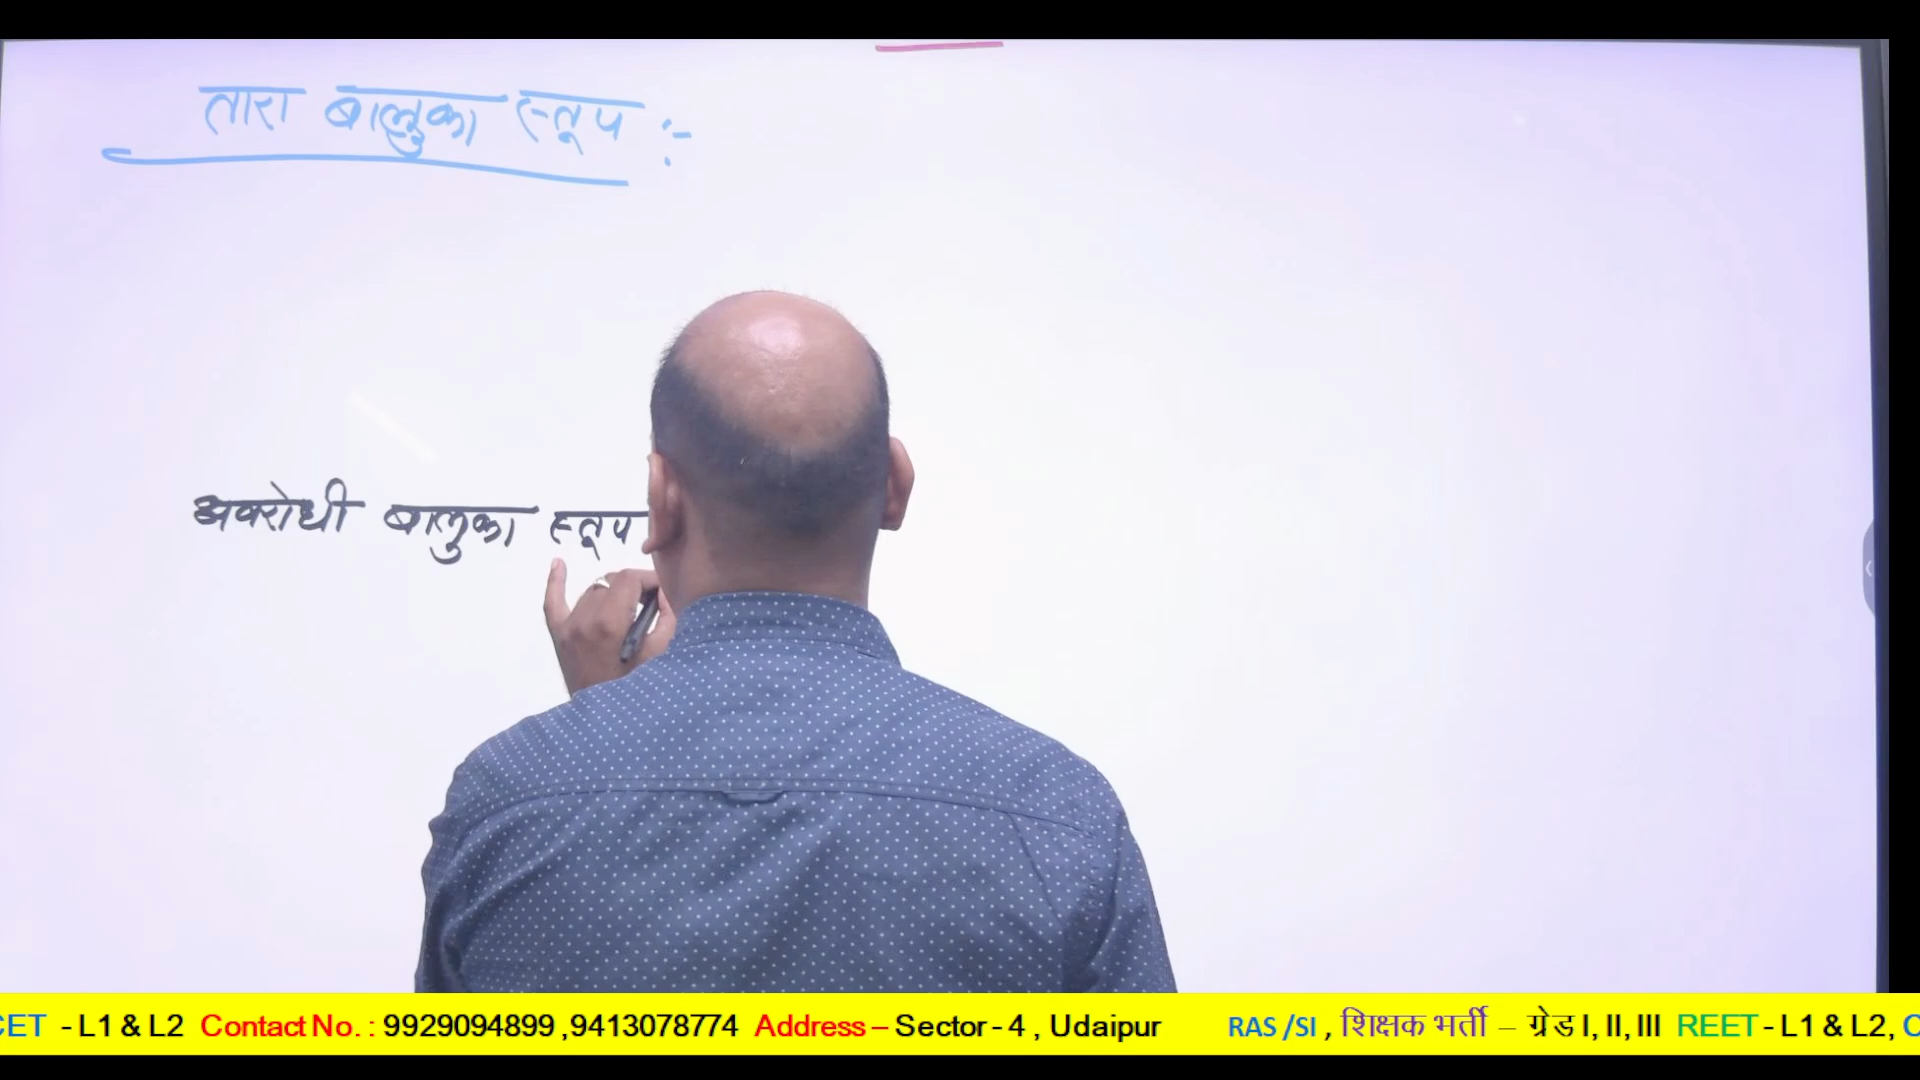 तारा बालुका स्तूप :-
अवरोधी बालुका स्तूप
CET - L1 & L2 Contact No. : 9929094899 ,9413078774 Address – Sector - 4 , Udaipur RAS /SI , शिक्षक भर्ती – ग्रेड I, II, III REET - L1 & L2, C